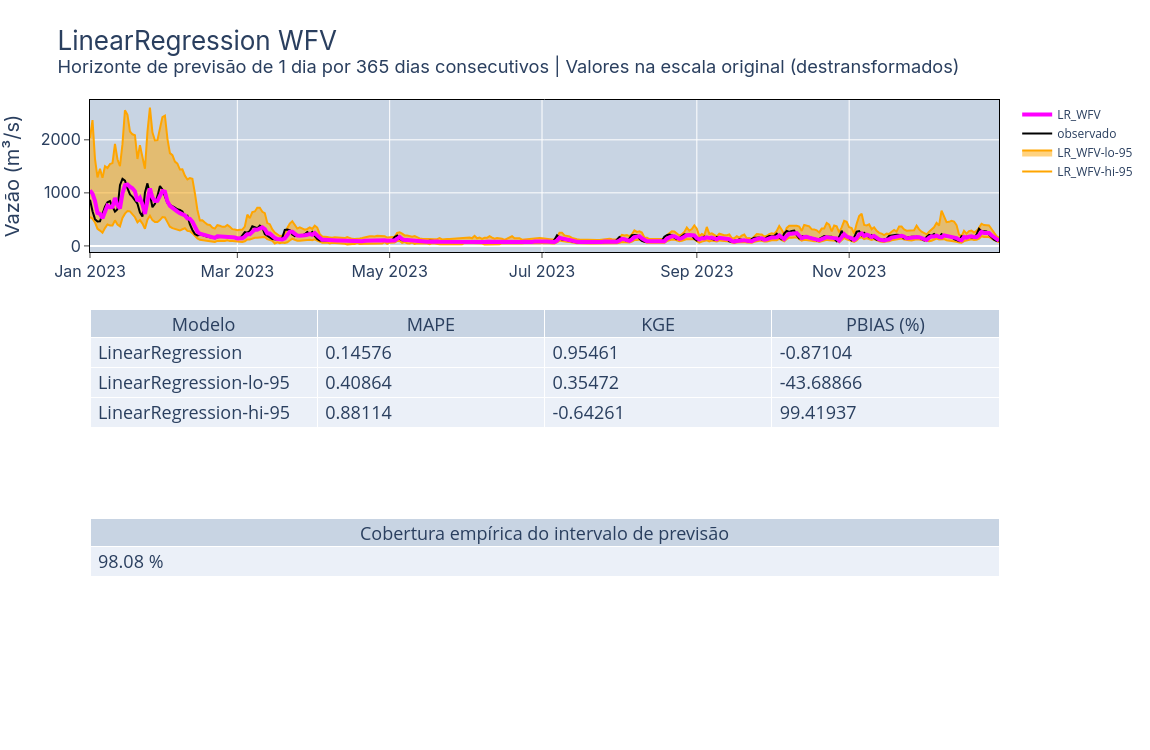 LinearRegression WFV
Horizonte de previsão de 1 dia por 365 dias consecutivos | Valores na escala original (destransformados)
Vazão (m³/s)
2000
1000
0
Jan 2023 Mar 2023 May 2023 Jul 2023 Sep 2023 Nov 2023
LR_WFV
observado
LR_WFV-lo-95
LR_WFV-hi-95
Modelo MAPE KGE PBIAS (%)
LinearRegression 0.14576 0.95461 -0.87104
LinearRegression-lo-95 0.40864 0.35472 -43.68866
LinearRegression-hi-95 0.88114 -0.64261 99.41937
Cobertura empírica do intervalo de previsão
98.08 %